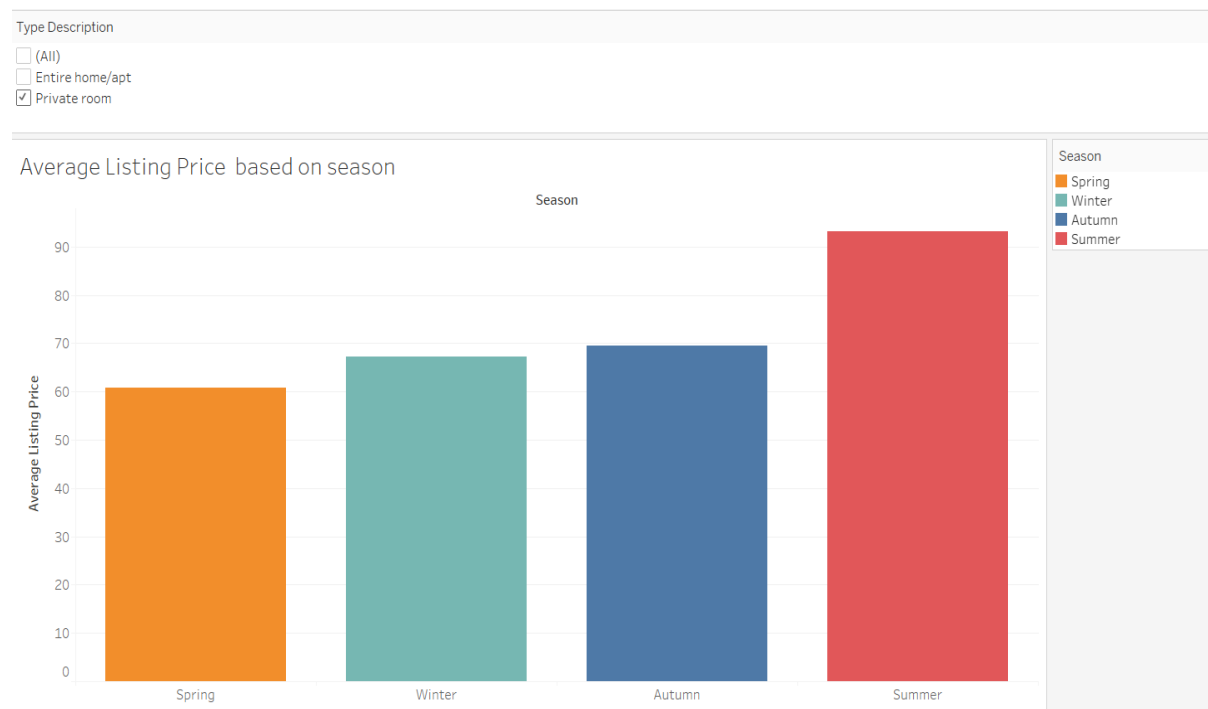 Type Description
(All)
Entire home/apt
Private room
Average Listing Price  based on season
Season
Average Listing Price
90
80
70
60
50
40
30
20
10
0
Spring
Winter
Autumn
Summer
Season
Spring
Winter
Autumn
Summer